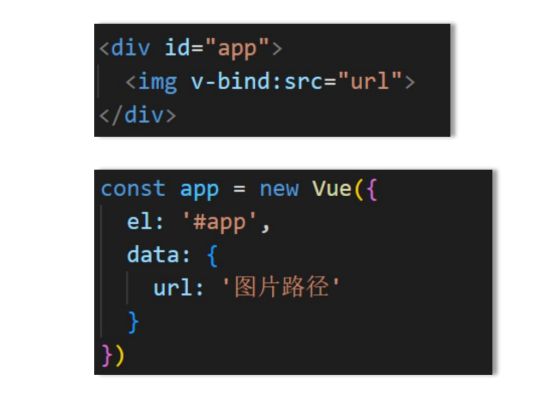 <div id="app">
  <img v-bind:src="url">
</div>
const app = new Vue({
  el: '#app',
  data: {
    url: '图片路径'
  }
})